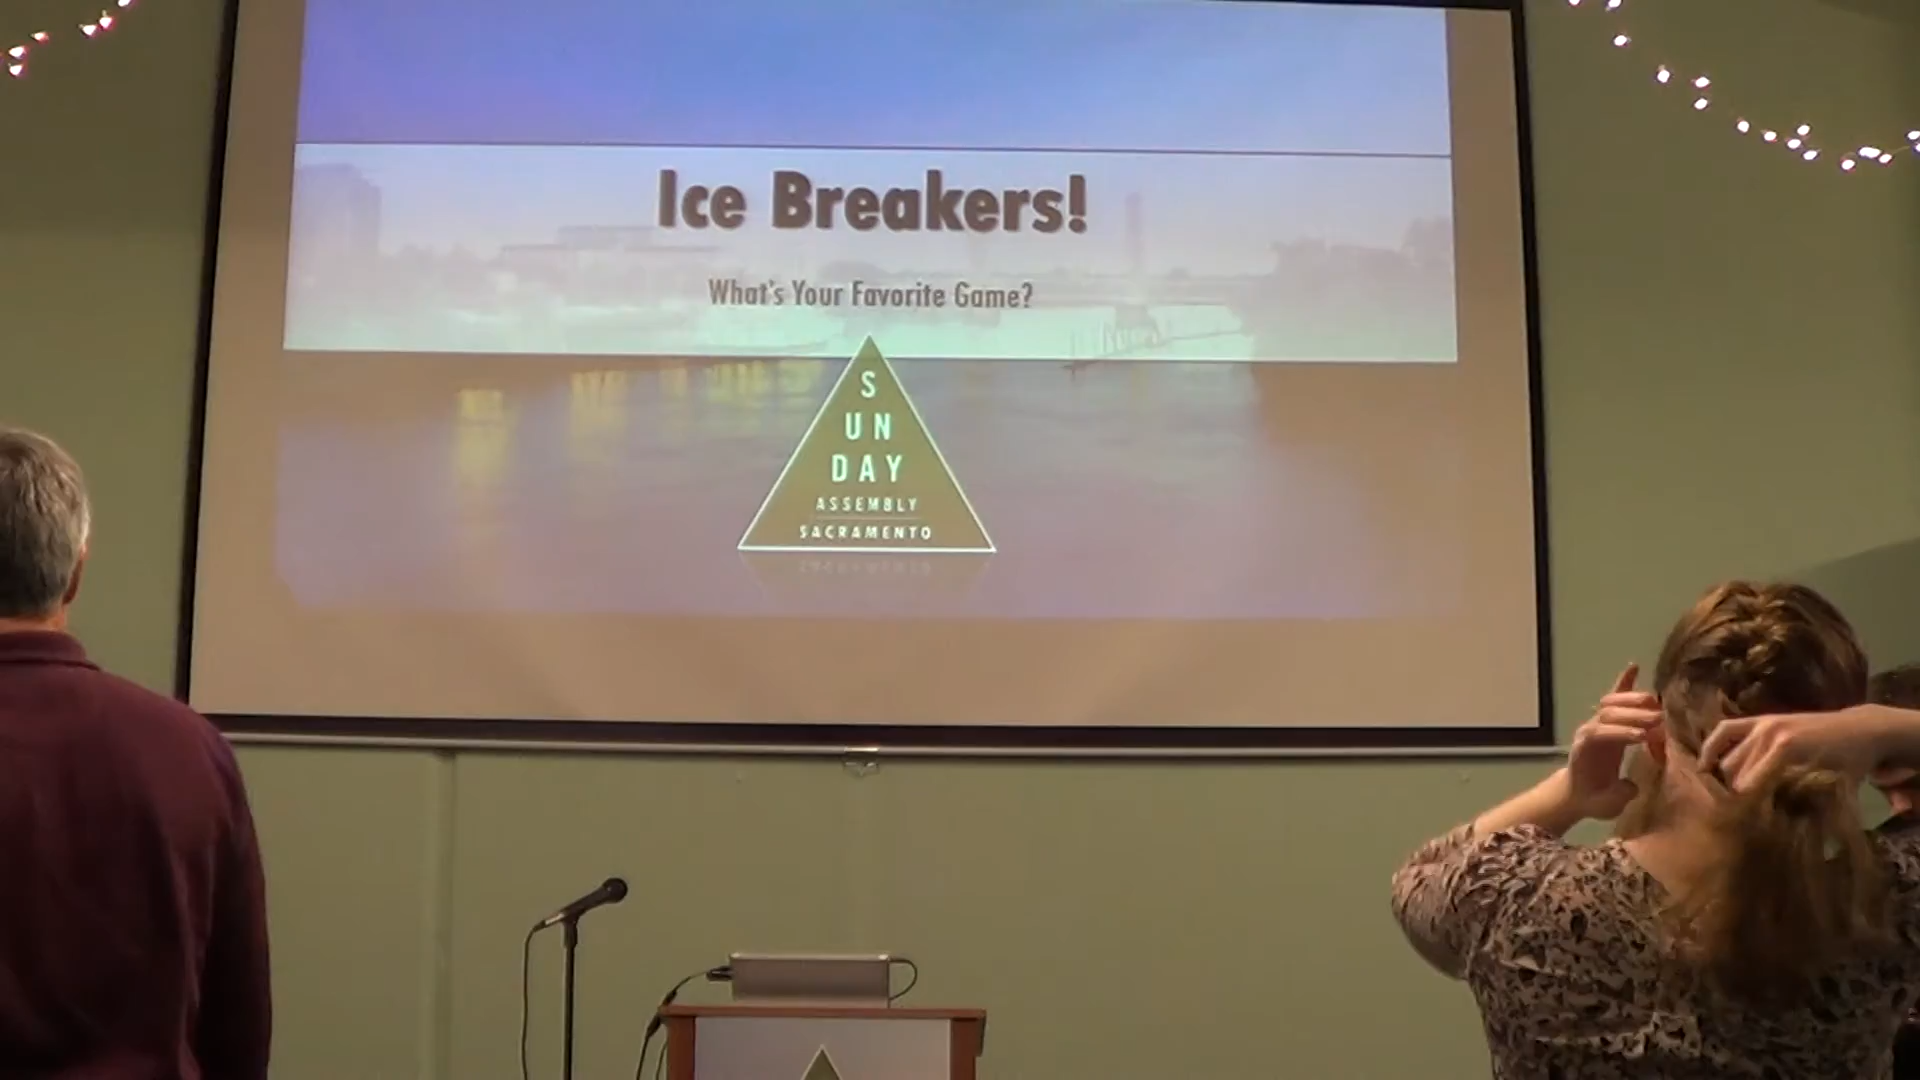 Ice Breakers!
What's Your Favorite Game?
S
UN
DAY
ASSEMBLY
SACRAMENTO